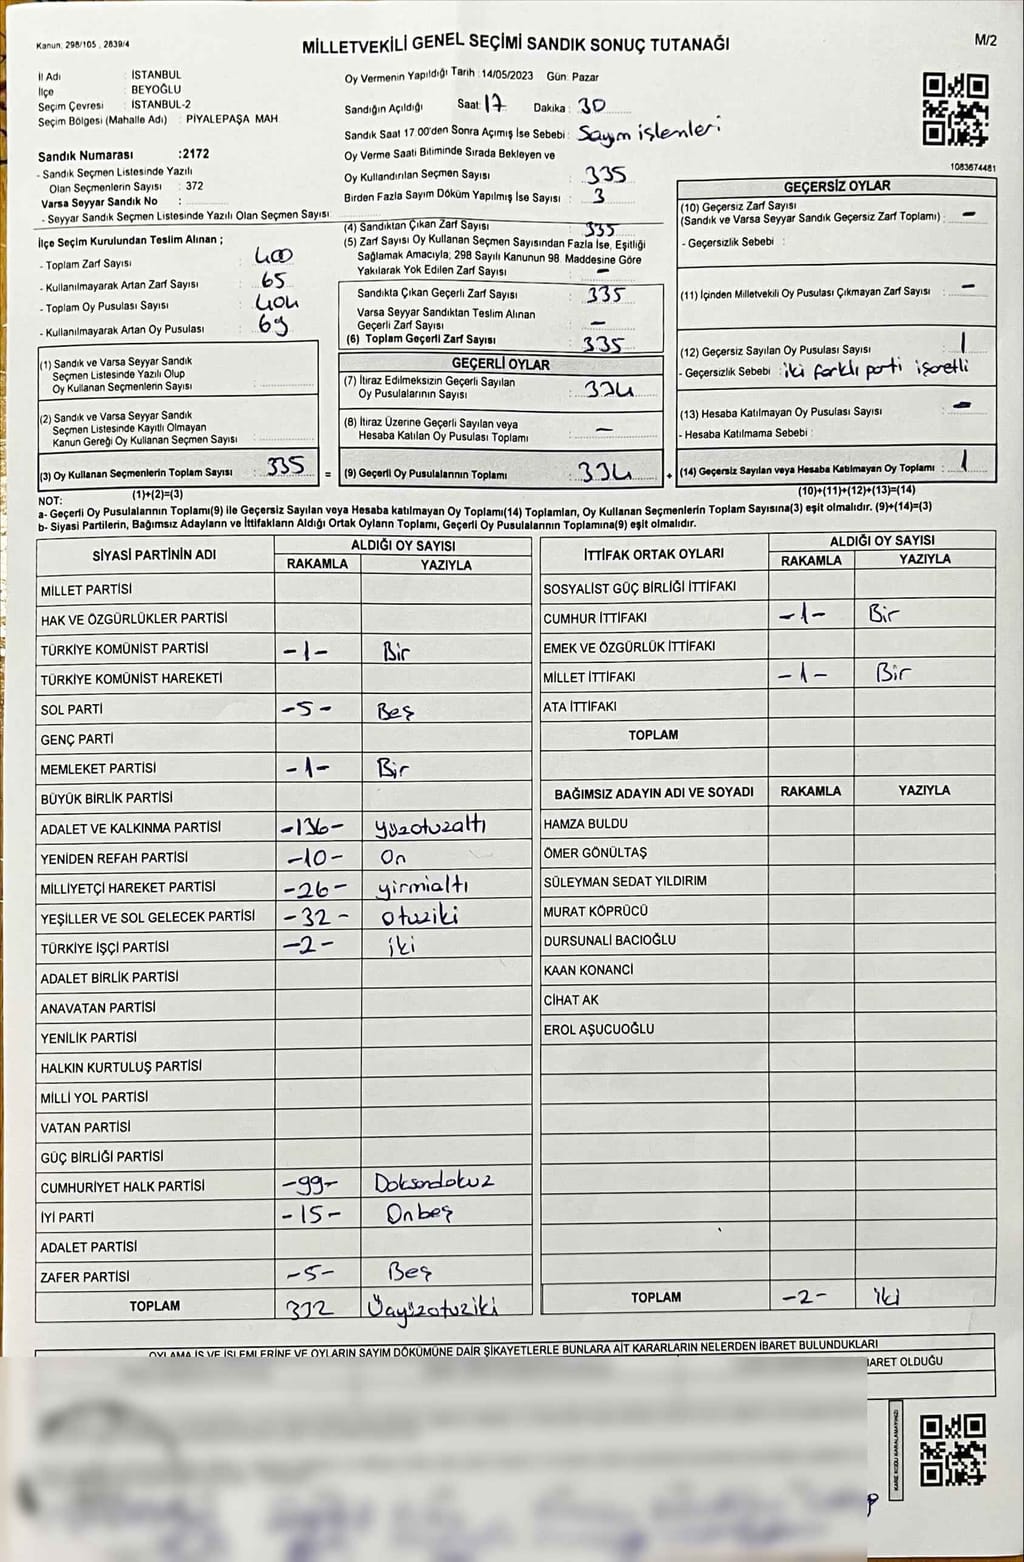 Kanun: 298/105 , 2839/4
MİLLETVEKİLİ GENEL SEÇİMİ SANDIK SONUÇ TUTANAĞI
M/2
İl Adı : İSTANBUL
İlçe : BEYOĞLU
Seçim Çevresi : İSTANBUL-2
Seçim Bölgesi (Mahalle Adı) : PİYALEPAŞA MAH.
Sandık Numarası :2172
- Sandık Seçmen Listesinde Yazılı
Olan Seçmenlerin Sayısı : 372
Varsa Seyyar Sandık No :
- Seyyar Sandık Seçmen Listesinde Yazılı Olan Seçmen Sayısı:
Oy Vermenin Yapıldığı Tarih : 14/05/2023 Gün: Pazar
Sandığın Açıldığı Saat: 17 Dakika : 30
Sandık Saat 17.00'den Sonra Açımış İse Sebebi : Sayım işlemleri
Oy Verme Saati Bitiminde Sırada Bekleyen ve
Oy Kullandırılan Seçmen Sayısı : 335
Birden Fazla Sayım Döküm Yapılmış İse Sayısı : 3
1083674481
İlçe Seçim Kurulundan Teslim Alınan ;
- Toplam Zarf Sayısı : 400
- Kullanılmayarak Artan Zarf Sayısı : 65
- Toplam Oy Pusulası Sayısı : 404
- Kullanılmayarak Artan Oy Pusulası : 69
(4) Sandıktan Çıkan Zarf Sayısı : 335
(5) Zarf Sayısı Oy Kullanan Seçmen Sayısından Fazla İse, Eşitliği
Sağlamak Amacıyla; 298 Sayılı Kanunun 98. Maddesine Göre
Yakılarak Yok Edilen Zarf Sayısı : -
Sandıkta Çıkan Geçerli Zarf Sayısı : 335
Varsa Seyyar Sandıktan Teslim Alınan
Geçerli Zarf Sayısı : -
(6) Toplam Geçerli Zarf Sayısı : 335
GEÇERSİZ OYLAR
(10) Geçersiz Zarf Sayısı
(Sandık ve Varsa Seyyar Sandık Geçersiz Zarf Toplamı) : -
- Geçersizlik Sebebi :
(11) İçinden Milletvekili Oy Pusulası Çıkmayan Zarf Sayısı : -
(12) Geçersiz Sayılan Oy Pusulası Sayısı : 1
- Geçersizlik Sebebi : iki farklı parti işaretli
(13) Hesaba Katılmayan Oy Pusulası Sayısı : -
- Hesaba Katılmama Sebebi :
(14) Geçersiz Sayılan veya Hesaba Katılmayan Oy Toplamı : 1
(10)+(11)+(12)+(13)=(14)
(1) Sandık ve Varsa Seyyar Sandık
Seçmen Listesinde Yazılı Olup
Oy Kullanan Seçmenlerin Sayısı :
(2) Sandık ve Varsa Seyyar Sandık
Seçmen Listesinde Kayıtlı Olmayan
Kanun Gereği Oy Kullanan Seçmen Sayısı :
(3) Oy Kullanan Seçmenlerin Toplam Sayısı : 335 =
(1)+(2)=(3)
GEÇERLİ OYLAR
(7) İtiraz Edilmeksizin Geçerli Sayılan
Oy Pusulalarının Sayısı : 334
(8) İtiraz Üzerine Geçerli Sayılan veya
Hesaba Katılan Oy Pusulası Toplamı : -
(9) Geçerli Oy Pusulalarının Toplamı : 334 +
NOT:
a- Geçerli Oy Pusulalarının Toplamı(9) ile Geçersiz Sayılan veya Hesaba katılmayan Oy Toplamı(14) Toplamları, Oy Kullanan Seçmenlerin Toplam Sayısına(3) eşit olmalıdır. (9)+(14)=(3)
b- Siyasi Partilerin, Bağımsız Adayların ve İttifakların Aldığı Ortak Oyların Toplamı, Geçerli Oy Pusulalarının Toplamına(9) eşit olmalıdır.
SİYASİ PARTİNİN ADI ALDIĞI OY SAYISI
RAKAMLA YAZIYLA
MİLLET PARTİSİ
HAK VE ÖZGÜRLÜKLER PARTİSİ
TÜRKİYE KOMÜNİST PARTİSİ -1- Bir
TÜRKİYE KOMÜNİST HAREKETİ
SOL PARTİ -5- Beş
GENÇ PARTİ
MEMLEKET PARTİSİ -1- Bir
BÜYÜK BİRLİK PARTİSİ
ADALET VE KALKINMA PARTİSİ -136- yüzotuzaltı
YENİDEN REFAH PARTİSİ -10- On
MİLLİYETÇİ HAREKET PARTİSİ -26- yirmialtı
YEŞİLLER VE SOL GELECEK PARTİSİ -32- otuziki
TÜRKİYE İŞÇİ PARTİSİ -2- iki
ADALET BİRLİK PARTİSİ
ANAVATAN PARTİSİ
YENİLİK PARTİSİ
HALKIN KURTULUŞ PARTİSİ
MİLLİ YOL PARTİSİ
VATAN PARTİSİ
GÜÇ BİRLİĞİ PARTİSİ
CUMHURİYET HALK PARTİSİ -99- Doksandokuz
İYİ PARTİ -15- Onbeş
ADALET PARTİSİ
ZAFER PARTİSİ -5- Beş
TOPLAM 332 Üçyüzotuziki
İTTİFAK ORTAK OYLARI ALDIĞI OY SAYISI
RAKAMLA YAZIYLA
SOSYALİST GÜÇ BİRLİĞİ İTTİFAKI
CUMHUR İTTİFAKI -1- Bir
EMEK VE ÖZGÜRLÜK İTTİFAKI
MİLLET İTTİFAKI -1- Bir
ATA İTTİFAKI
TOPLAM
BAĞIMSIZ ADAYIN ADI VE SOYADI RAKAMLA YAZIYLA
HAMZA BULDU
ÖMER GÖNÜLTAŞ
SÜLEYMAN SEDAT YILDIRIM
MURAT KÖPRÜCÜ
DURSUNALİ BACIOĞLU
KAAN KONANCİ
CİHAT AK
EROL AŞUCUOĞLU
TOPLAM -2- iki
OYLAMA İŞ VE İŞLEMLERİNE VE OYLARIN SAYIM DÖKÜMÜNE DAİR ŞİKAYETLERLE BUNLARA AİT KARARLARIN NELERDEN İBARET BULUNDUKLARI
BARET OLDUĞU
KARE KODU KARALAMAYINIZ!